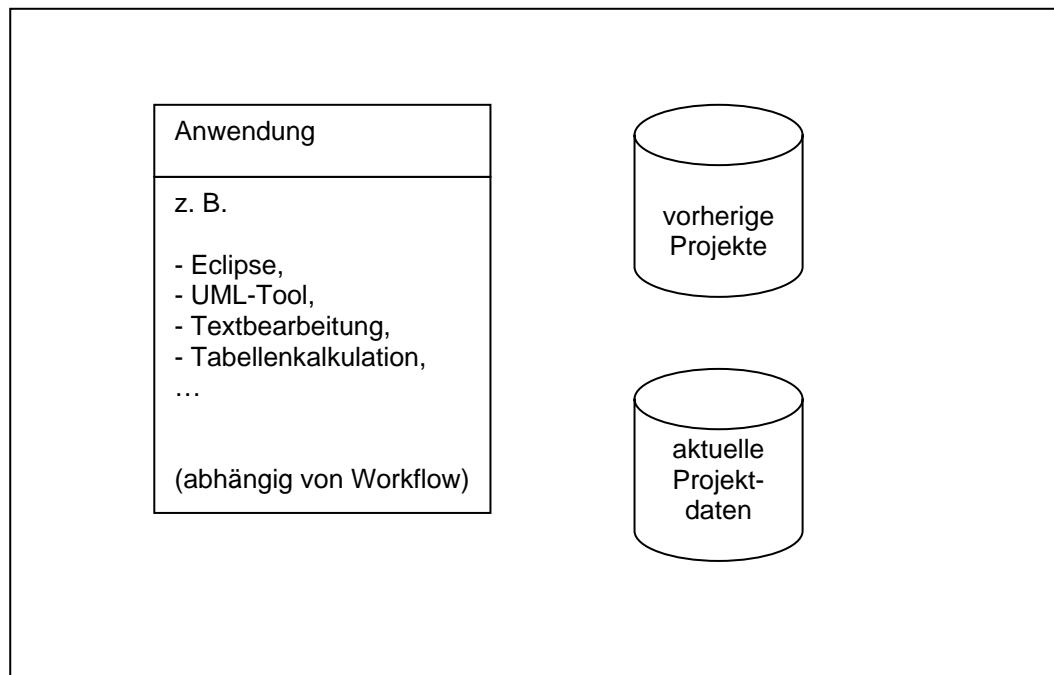 Anwendung
z. B.
- Eclipse,
- UML-Tool,
- Textbearbeitung,
- Tabellenkalkulation,
…
(abhängig von Workflow)
vorherige
Projekte
aktuelle
Projekt-
daten